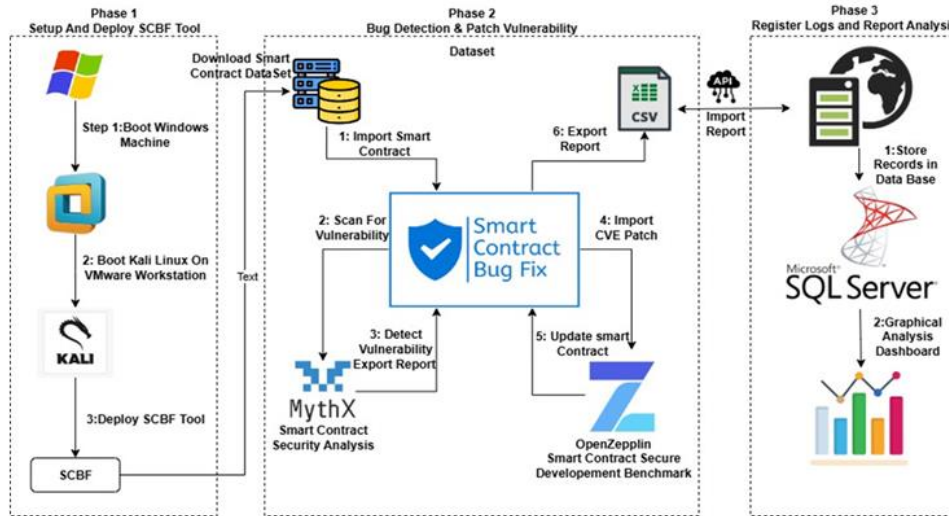 Phase 1
Setup And Deploy SCBF Tool
Step 1:Boot Windows
Machine
2: Boot Kali Linux On
VMware Workstation
KALI
3:Deploy SCBF Tool
SCBF
Text
Phase 2
Bug Detection & Patch Vulnerability
Dataset
Download Smart
Contract DataSet
1: Import Smart
Contract
2: Scan For
Vulnerability
3: Detect
Vulnerability
Export Report
MythX
Smart Contract
Security Analysis
Smart
Contract
Bug Fix
4: Import
CVE Patch
5: Update smart
Contract
OpenZepplin
Smart Contract Secure
Developement Benchmark
6: Export
Report
X
CSV
API
Import
Report
Phase 3
Register Logs and Report Analysis
1:Store
Records in
Data Base
Microsoft®
SQL Server®
2:Graphical
Analysis
Dashboard